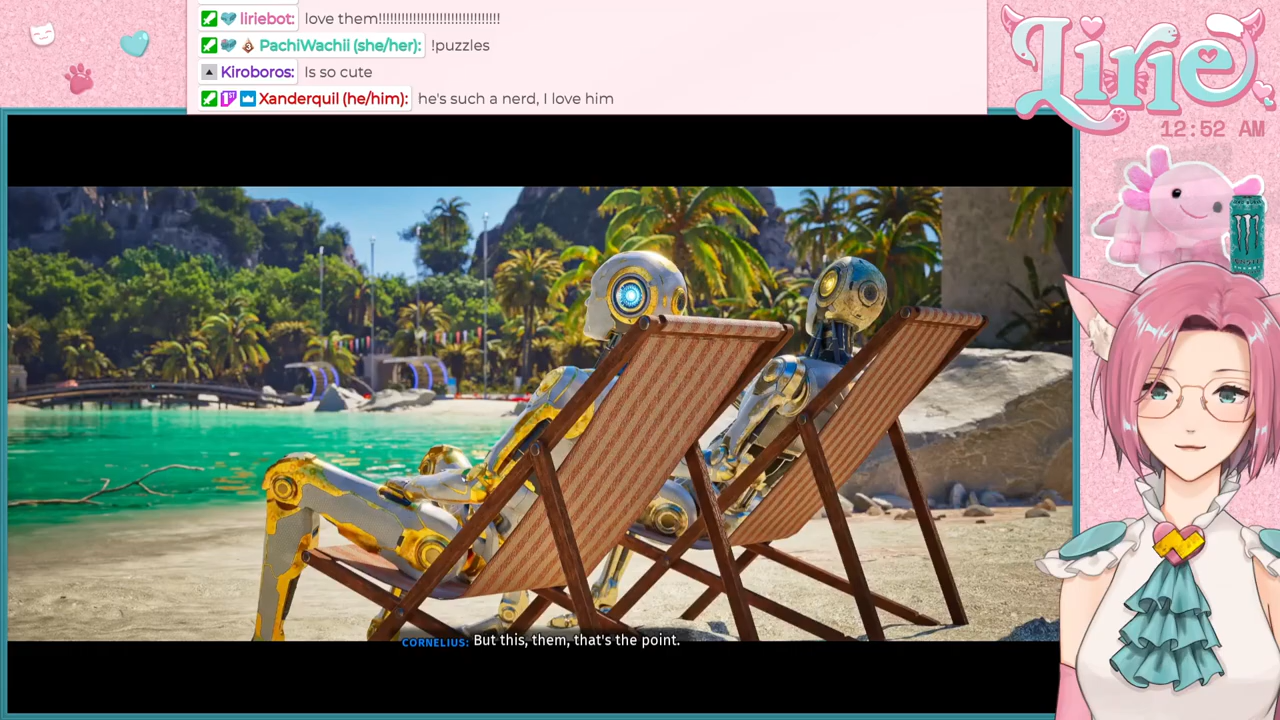 liriebot: love them!!!!!!!!!!!!!!!!!!!!!!!!!!!!!!!!
PachiWachii (she/her): !puzzles
Kiroboros: Is so cute
Xanderquil (he/him): he's such a nerd, I love him
Lirie
12:52 AM
CORNELIUS: But this, them, that's the point.